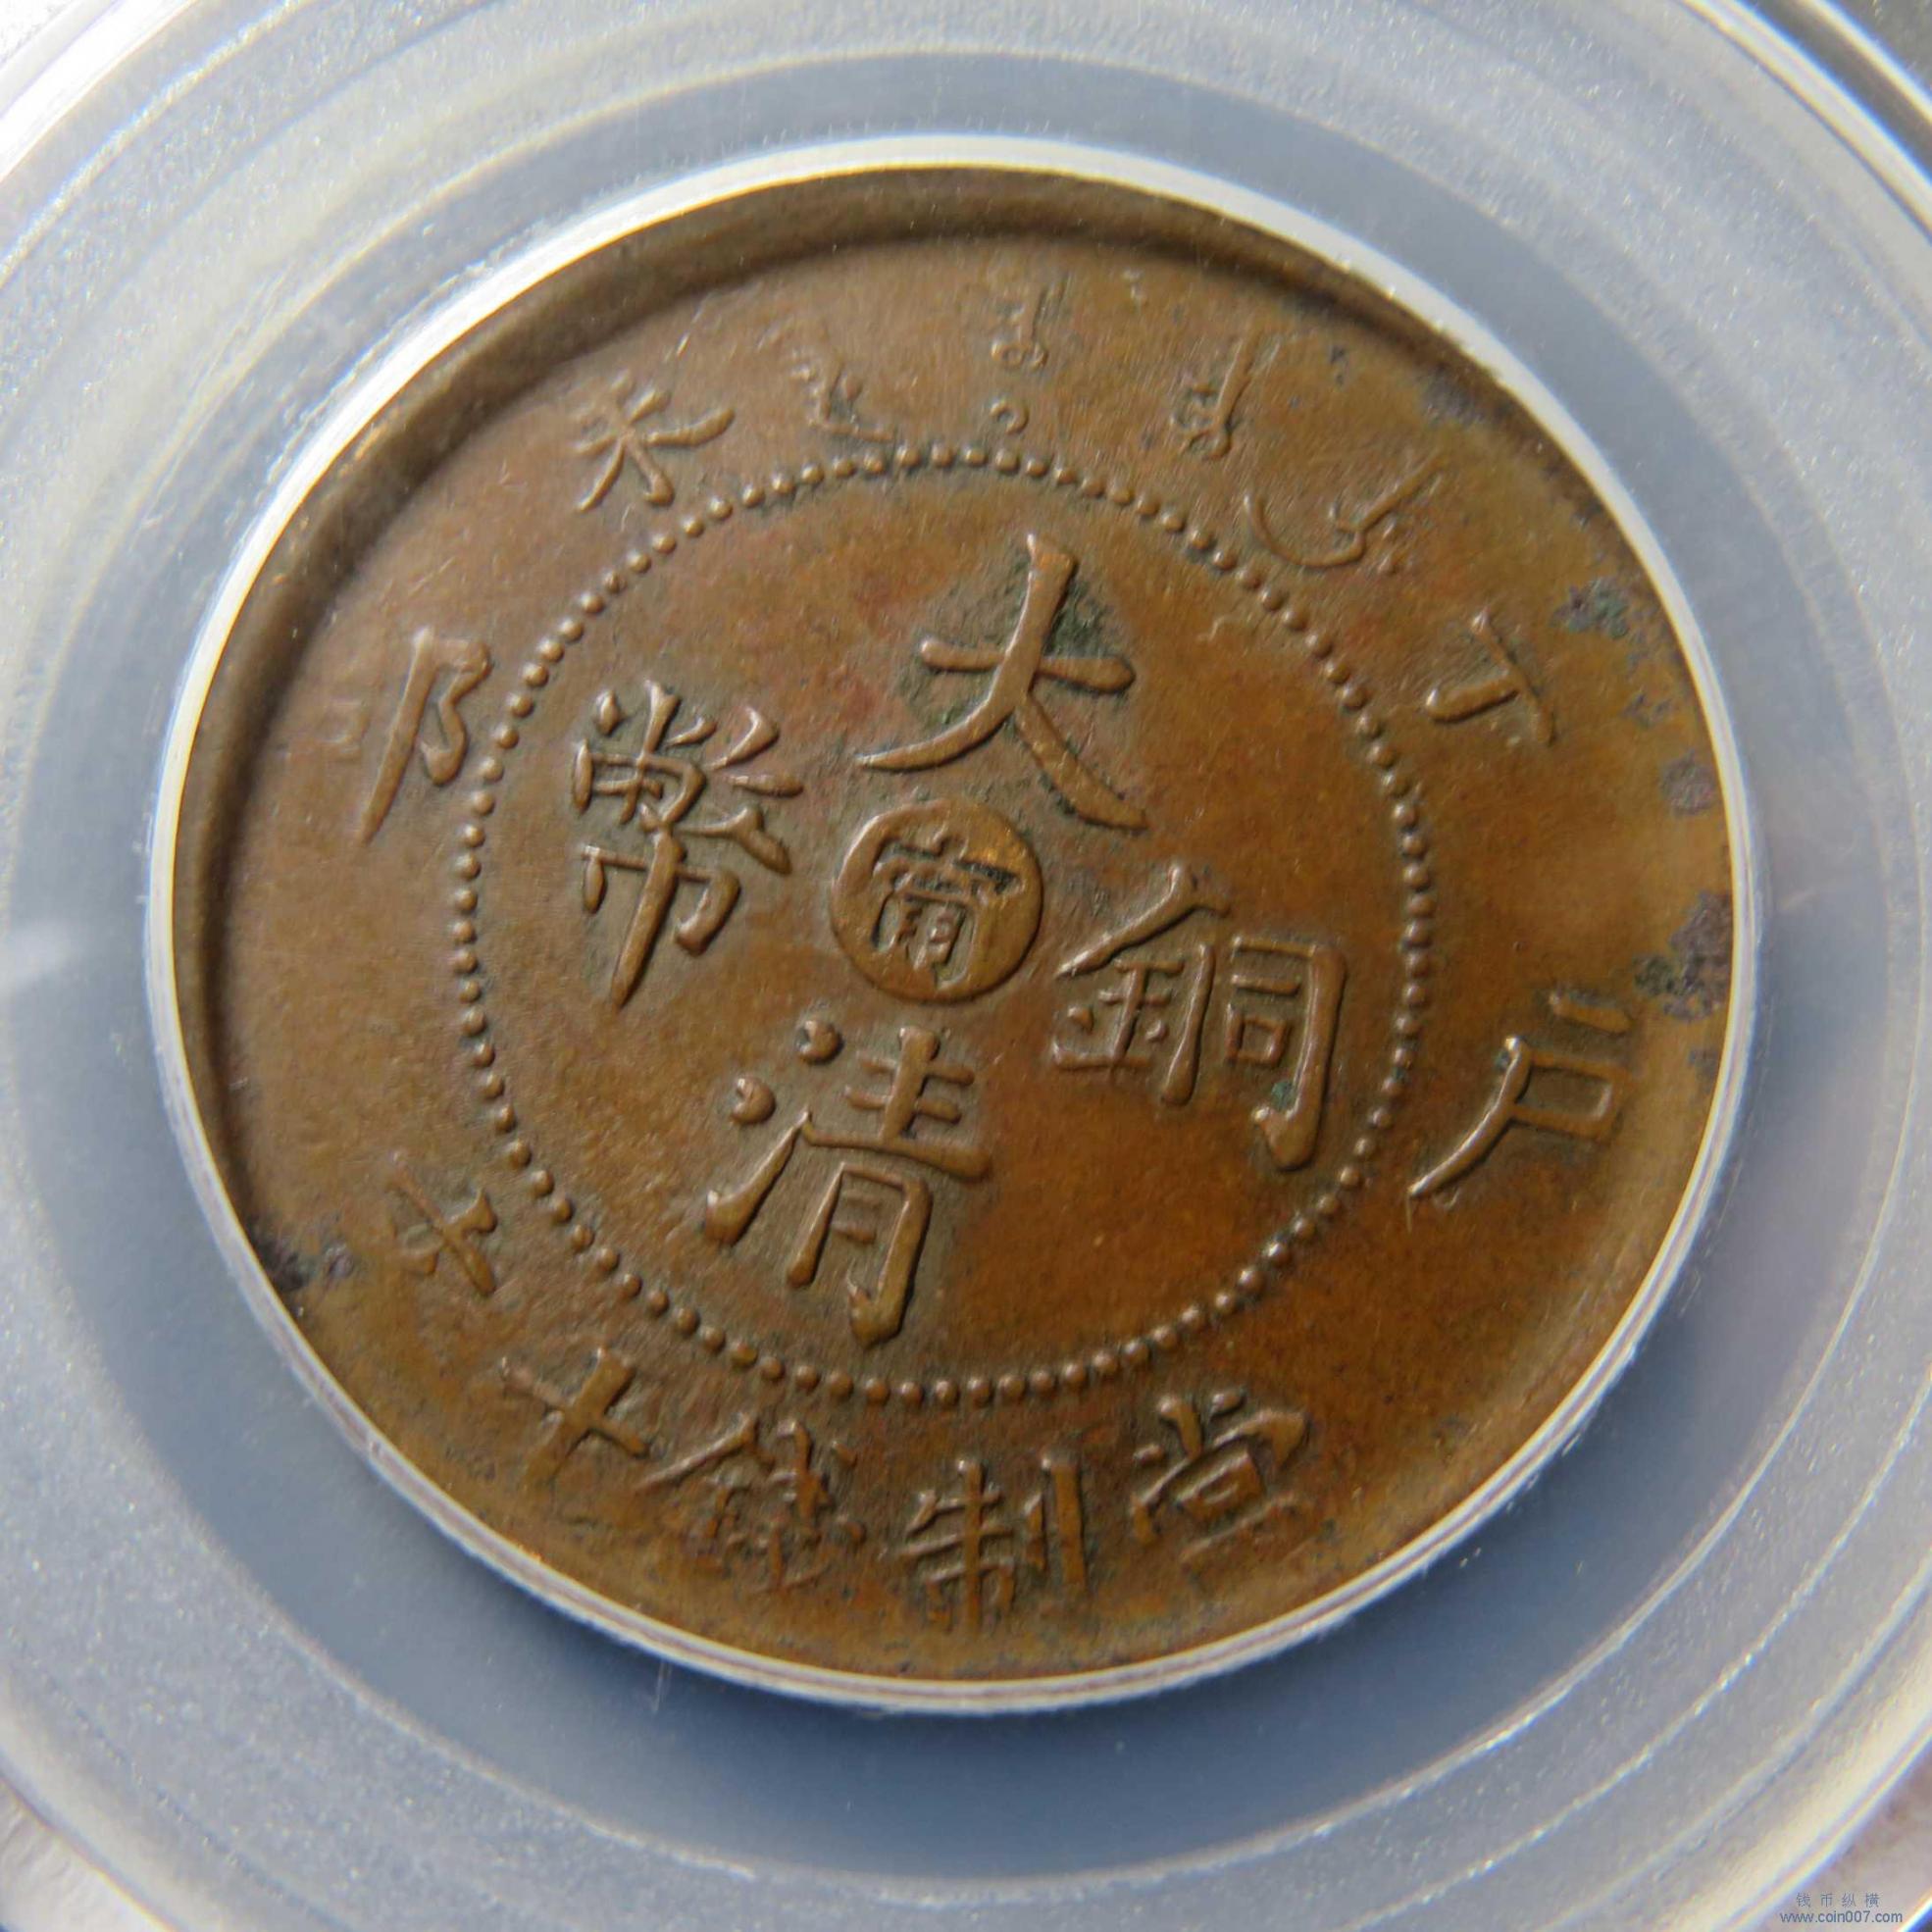 大清銅幣
甯
丁未
戶部
當制錢十文
钱币纵横
www.coin007.com